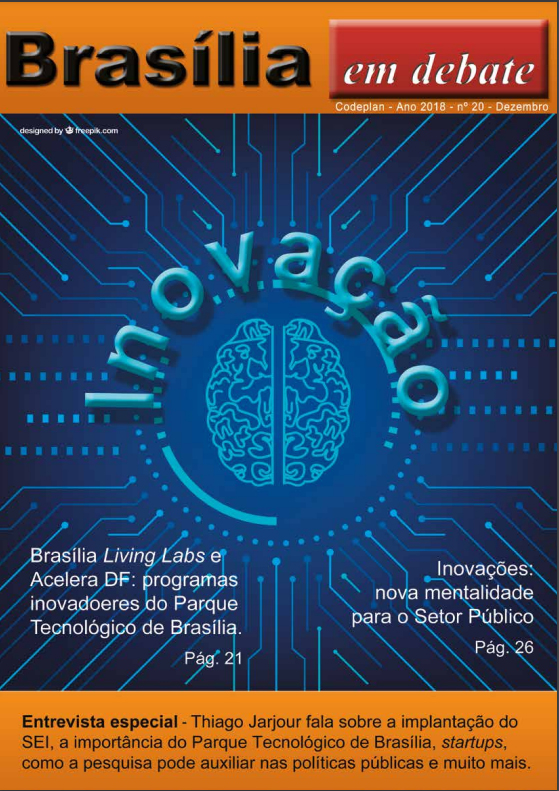 Brasília
em debate
Codeplan - Ano 2018 - nº 20 - Dezembro
designed by freepik.com
Inovação
Brasília Living Labs e
Acelera DF: programas
inovadoeres do Parque
Tecnológico de Brasília.
Pág. 21
Inovações:
nova mentalidade
para o Setor Público
Pág. 26
Entrevista especial - Thiago Jarjour fala sobre a implantação do
SEI, a importância do Parque Tecnológico de Brasília, startups,
como a pesquisa pode auxiliar nas políticas públicas e muito mais.